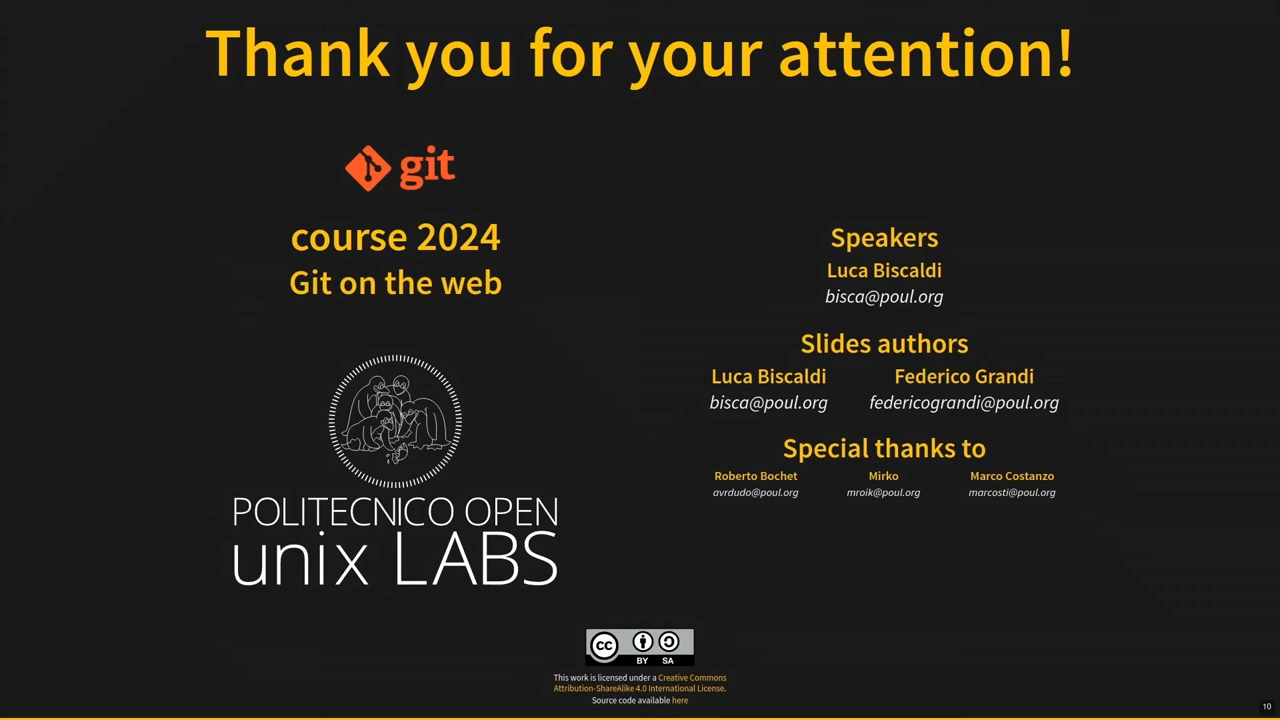 Thank you for your attention!
git
course 2024
Git on the web
POLITECNICO OPEN
unix LABS
Speakers
Luca Biscaldi
bisca@poul.org
Slides authors
Luca Biscaldi Federico Grandi
bisca@poul.org federicograndi@poul.org
Special thanks to
Roberto Bochet Mirko Marco Costanzo
avrdudo@poul.org mroik@poul.org marcosti@poul.org
cc
BY SA
This work is licensed under a Creative Commons
Attribution-ShareAlike 4.0 International License.
Source code available here
10